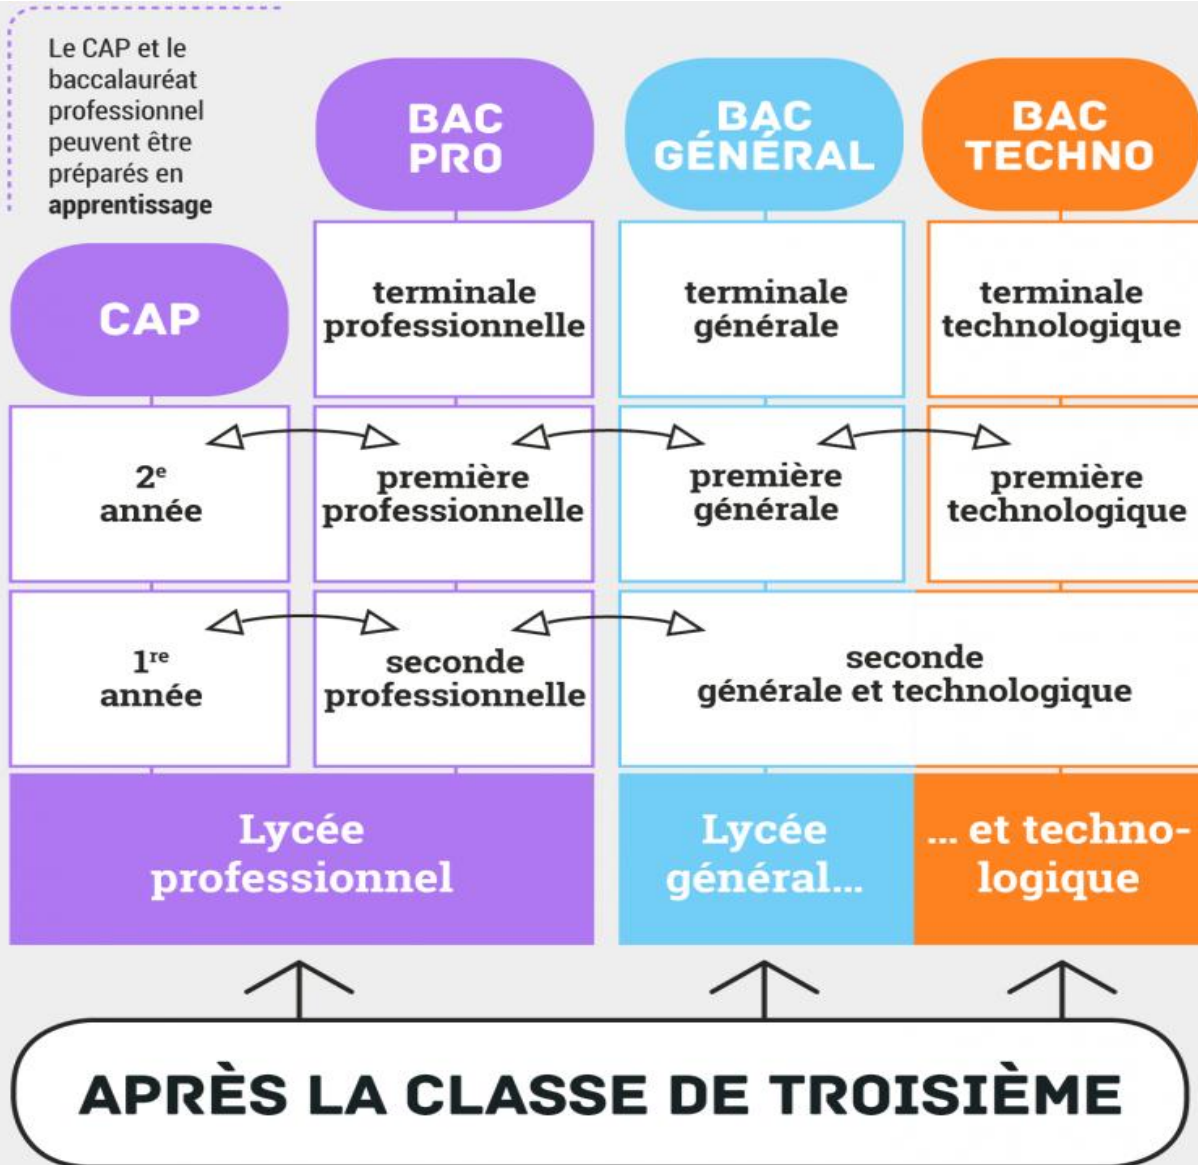 Le CAP et le
baccalauréat
professionnel
peuvent être
préparés en
apprentissage
BAC
PRO
BAC
GÉNÉRAL
BAC
TECHNO
CAP
terminale
professionnelle
terminale
générale
terminale
technologique
2e
année
première
professionnelle
première
générale
première
technologique
1re
année
seconde
professionnelle
seconde
générale et technologique
Lycée
professionnel
Lycée
général...
... et techno-
logique
APRÈS LA CLASSE DE TROISIÈME